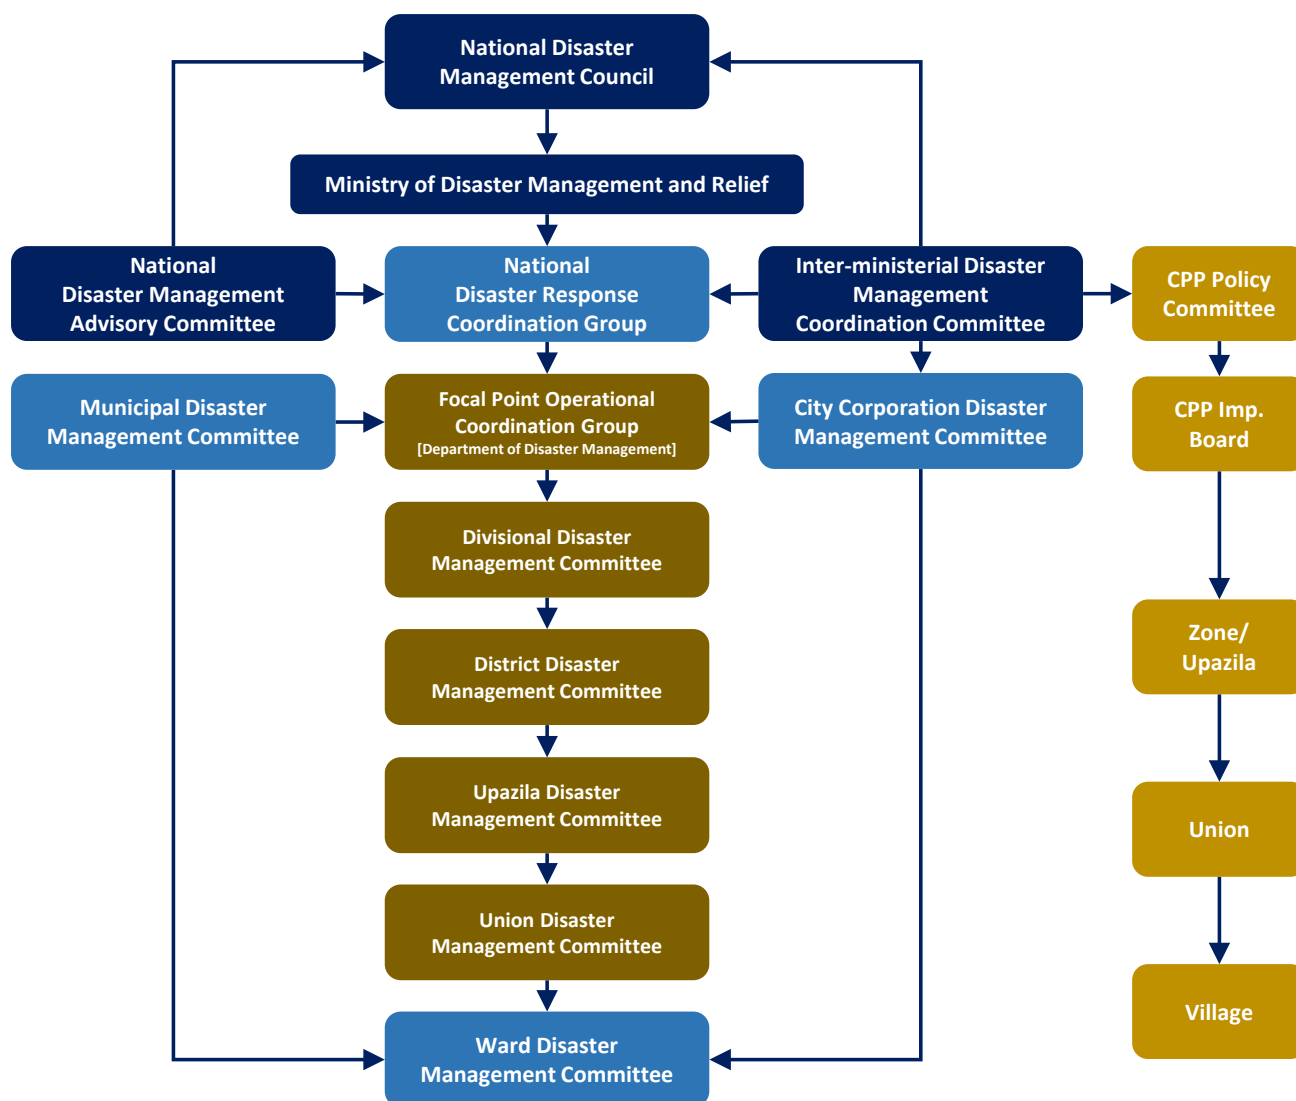 National Disaster
Management Council
Ministry of Disaster Management and Relief
National
Disaster Management
Advisory Committee
National
Disaster Response
Coordination Group
Inter-ministerial Disaster
Management
Coordination Committee
CPP Policy
Committee
Municipal Disaster
Management Committee
Focal Point Operational
Coordination Group
[Department of Disaster Management]
City Corporation Disaster
Management Committee
CPP Imp.
Board
Divisional Disaster
Management Committee
District Disaster
Management Committee
Zone/
Upazila
Upazila Disaster
Management Committee
Union
Union Disaster
Management Committee
Village
Ward Disaster
Management Committee